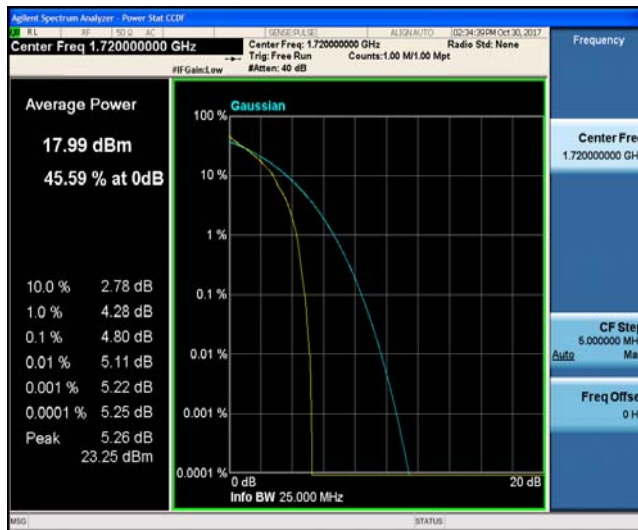 Agilent Spectrum Analyzer - Power Stat CCDF
RL RF 50 Ω AC SENSE:PULSE ALIGN AUTO 02:34:39 PM Oct 30, 2017
Center Freq 1.720000000 GHz
Center Freq: 1.720000000 GHz Radio Std: None
Trig: Free Run Counts:1.00 M/1.00 Mpt
#IFGain:Low #Atten: 40 dB
Frequency
Average Power
17.99 dBm
45.59 % at 0dB
10.0 % 2.78 dB
1.0 % 4.28 dB
0.1 % 4.80 dB
0.01 % 5.11 dB
0.001 % 5.22 dB
0.0001 % 5.25 dB
Peak 5.26 dB
23.25 dBm
Gaussian
100 %
10 %
1 %
0.1 %
0.01 %
0.001 %
0.0001 %
0 dB 20 dB
Info BW 25.000 MHz
Center Fre
1.720000000 GH
CF Step
5.000000 MH
Auto Ma
Freq Offse
0 H
MSG STATUS